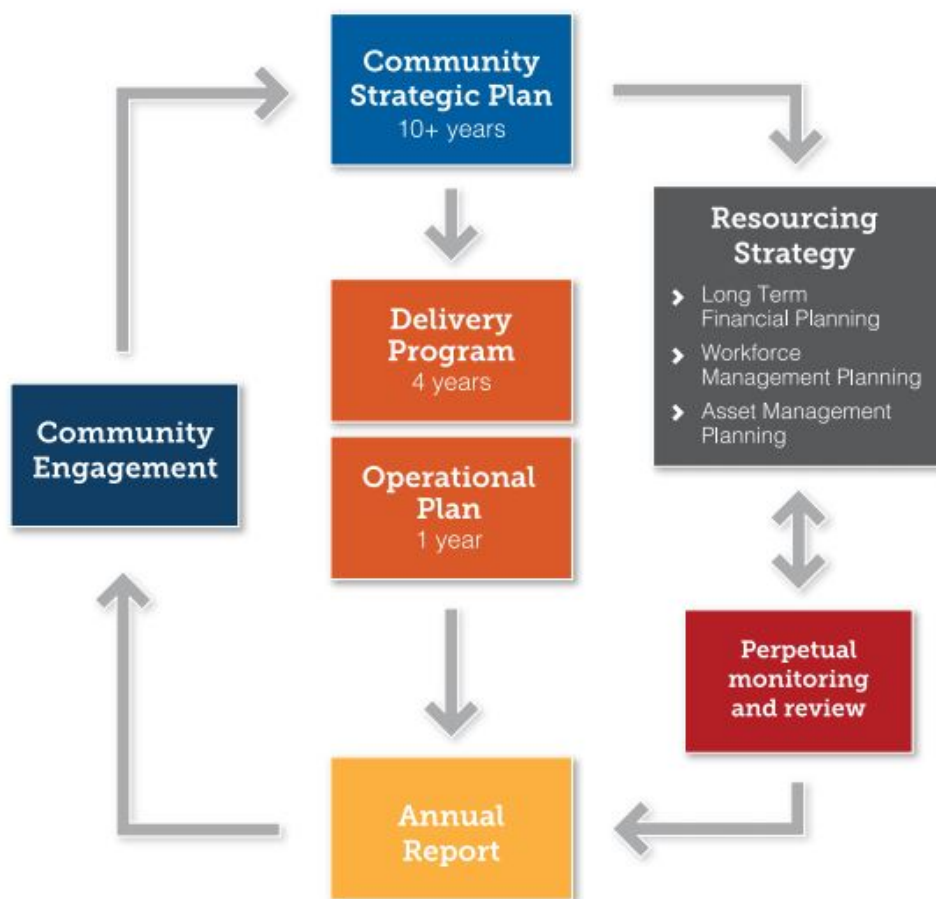 Community
Strategic Plan
10+ years
Resourcing
Strategy
Long Term
Financial Planning
Workforce
Management Planning
Asset Management
Planning
Delivery
Program
4 years
Community
Engagement
Operational
Plan
1 year
Perpetual
monitoring
and review
Annual
Report